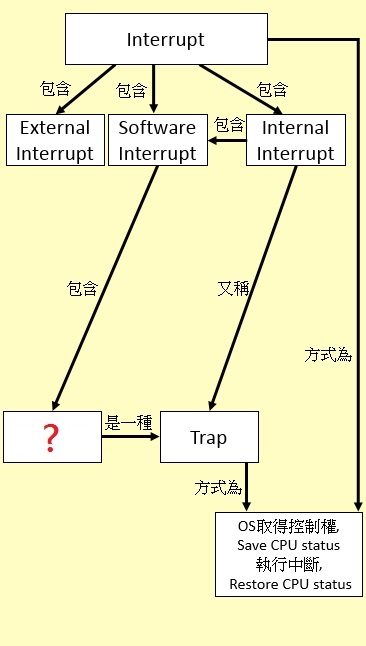 Interrupt
包含
包含
包含
External
Interrupt
Software
Interrupt
包含
Internal
Interrupt
包含
又稱
方式為
?
是一種
Trap
方式為
OS取得控制權,
Save CPU status
執行中斷,
Restore CPU status